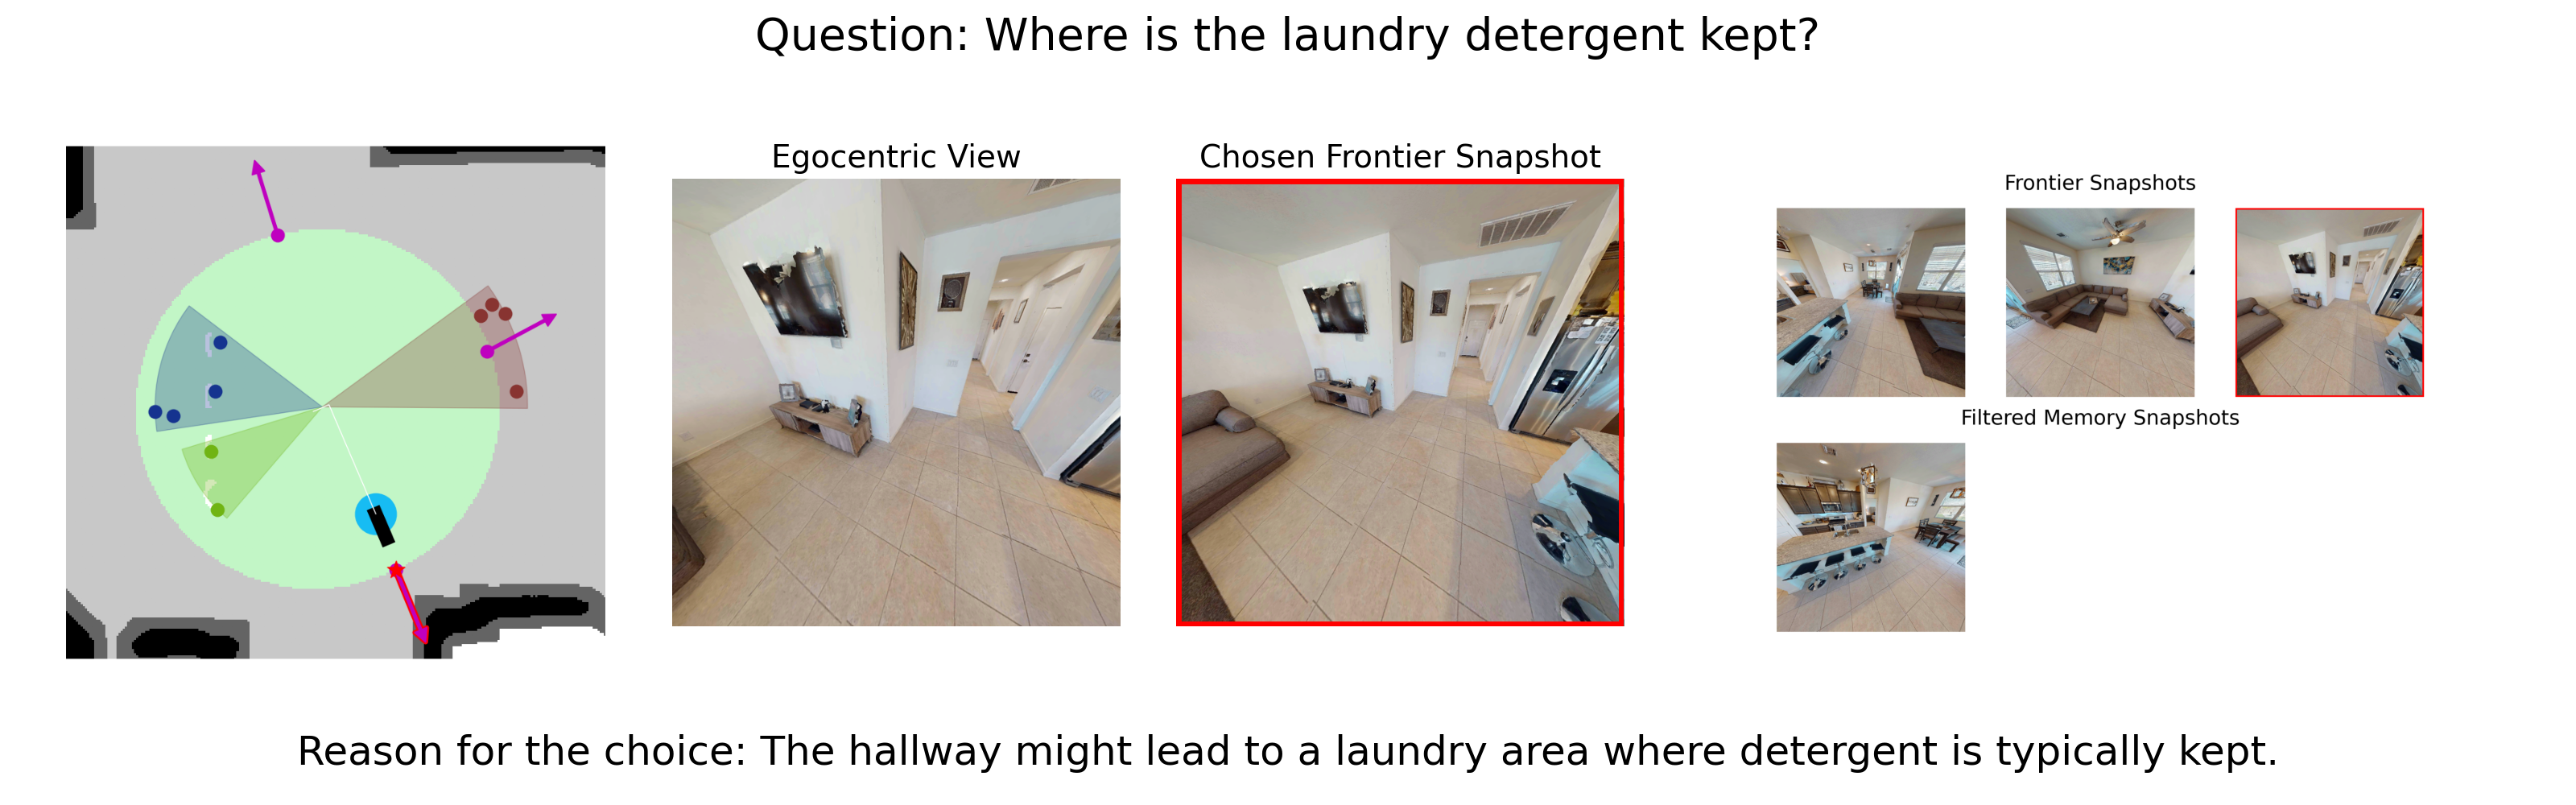 Question: Where is the laundry detergent kept?
Egocentric View
Chosen Frontier Snapshot
Frontier Snapshots
Filtered Memory Snapshots
Reason for the choice: The hallway might lead to a laundry area where detergent is typically kept.